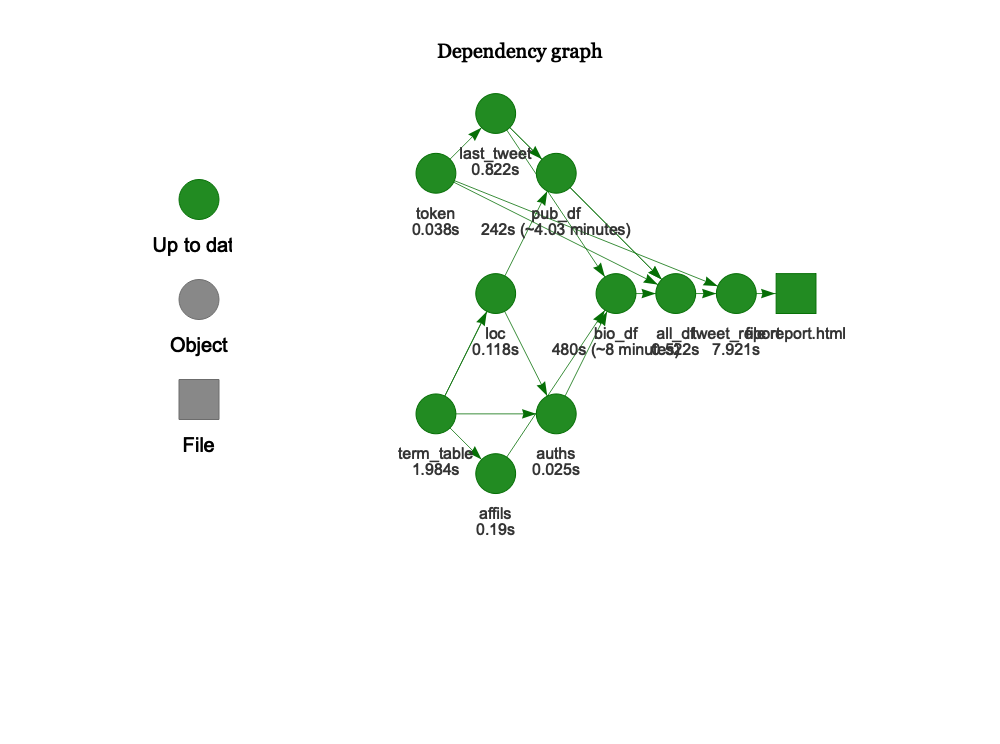 Dependency graph
Up to dat
Object
File
last_tweet
0.822s
token
0.038s
pub_df
242s (~4.03 minutes)
loc
0.118s
bio_df
480s (~8 minutes)
all_df
0.522s
tweet_report
7.921s
report.html
term_table
1.984s
auths
0.025s
affils
0.19s